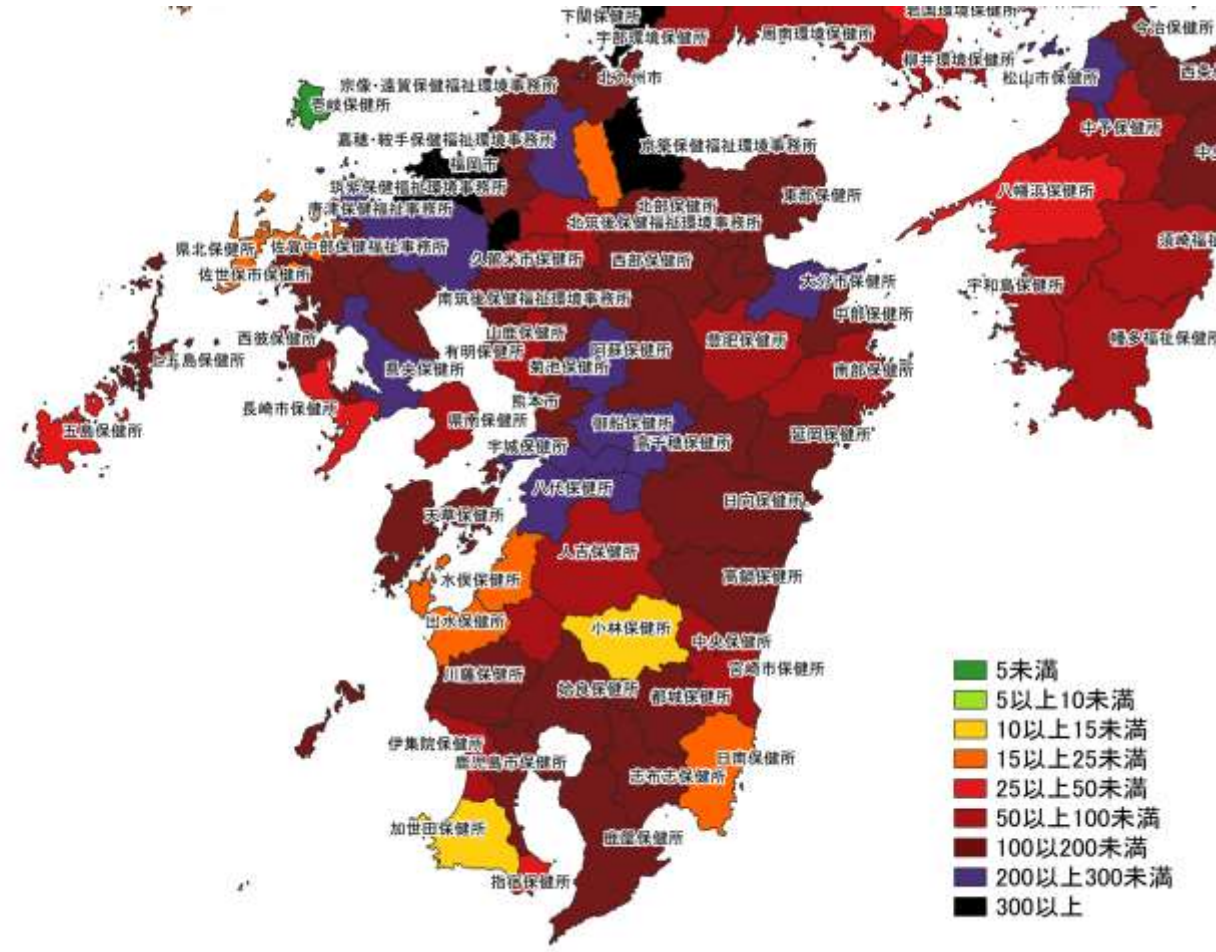 下関保健所
岩国環境保健所
宇部環境保健所
周南環境保健所
今治保健所
柳井環境保健所
北九州市
松山市保健所
宗像・遠賀保健福祉環境事務所
壱岐保健所
中予保健所
嘉穂・鞍手保健福祉環境事務所
京築保健福祉環境事務所
福岡市
筑紫保健福祉環境事務所
八幡浜保健所
東部保健所
唐津保健福祉事務所
北部保健所
北筑後保健福祉環境事務所
県北保健所
佐賀中部保健福祉事務所
久留米市保健所
西部保健所
佐世保市保健所
大分市保健所
宇和島保健所
南筑後保健福祉環境事務所
中部保健所
山鹿保健所
西彼保健所
豊肥保健所
幡多福祉保健所
有明保健所
阿蘇保健所
上五島保健所
菊池保健所
県央保健所
南部保健所
熊本市
長崎市保健所
県南保健所
御船保健所
五島保健所
高千穂保健所
延岡保健所
宇城保健所
八代保健所
日向保健所
天草保健所
人吉保健所
水俣保健所
高鍋保健所
出水保健所
小林保健所
中央保健所
宮崎市保健所
川薩保健所
姶良保健所
都城保健所
伊集院保健所
鹿児島市保健所
日南保健所
志布志保健所
加世田保健所
鹿屋保健所
指宿保健所
5未満
5以上10未満
10以上15未満
15以上25未満
25以上50未満
50以上100未満
100以200未満
200以上300未満
300以上